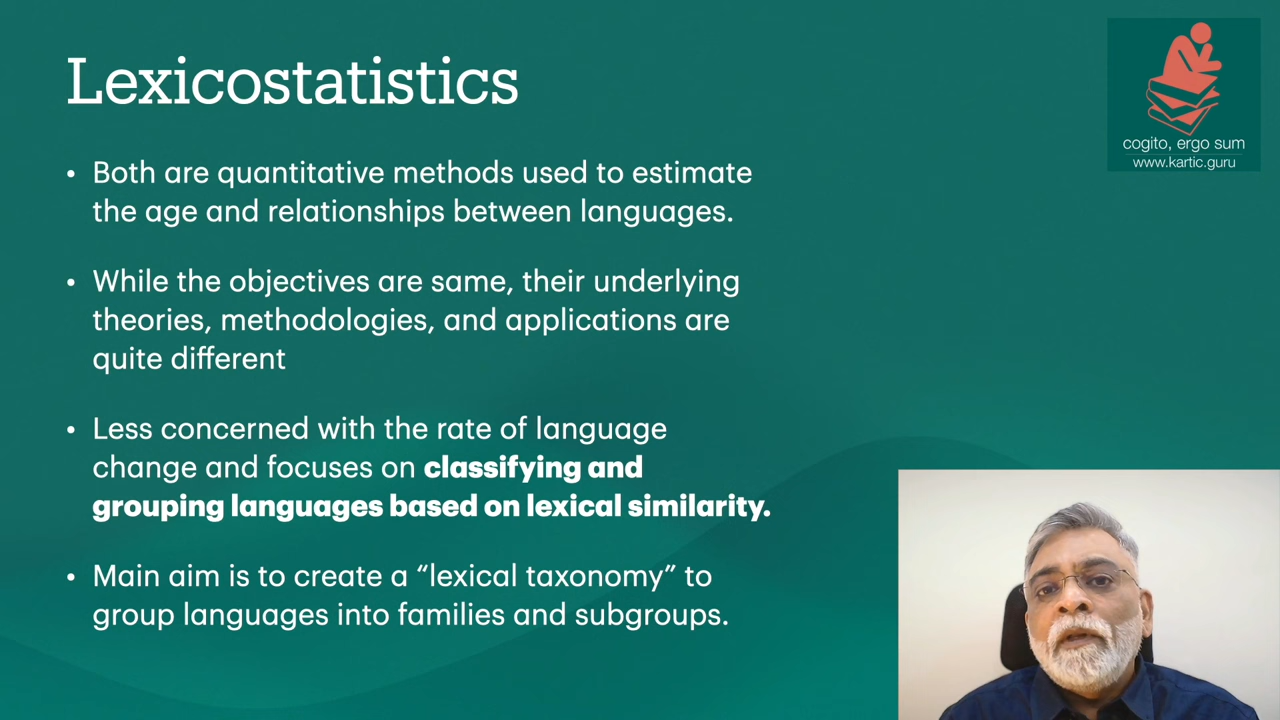 Lexicostatistics
cogito, ergo sum
www.kartic.guru
• Both are quantitative methods used to estimate
the age and relationships between languages.
• While the objectives are same, their underlying
theories, methodologies, and applications are
quite different
• Less concerned with the rate of language
change and focuses on classifying and
grouping languages based on lexical similarity.
• Main aim is to create a “lexical taxonomy” to
group languages into families and subgroups.